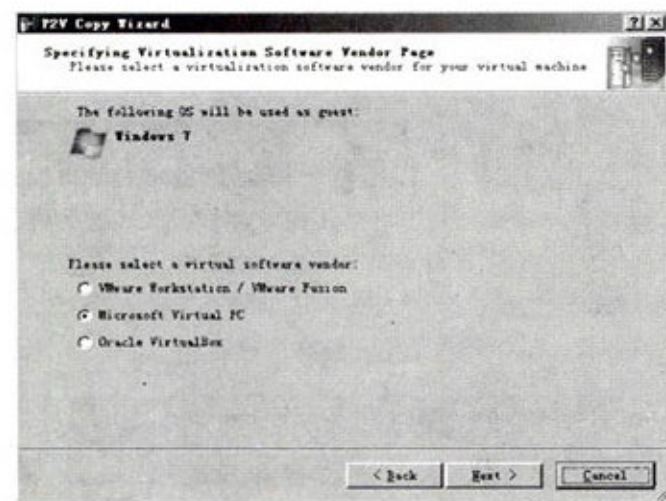 P2V Copy Wizard
Specifying Virtualization Software Vendor Page
Please select a virtualization software vendor for your virtual machine
The following OS will be used as guest:
Windows 7
Please select a virtual software vendor:
VMware Workstation / VMware Fusion
Microsoft Virtual PC
Oracle VirtualBox
< Back
Next >
Cancel